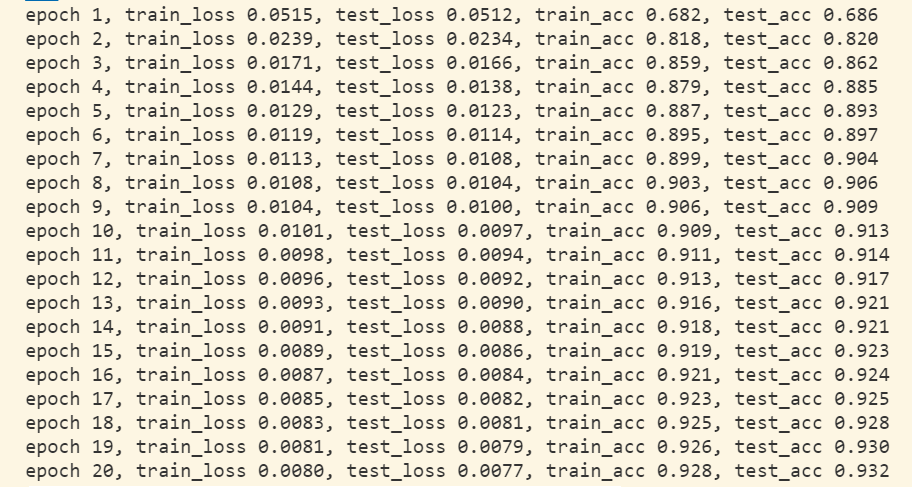 epoch 1, train_loss 0.0515, test_loss 0.0512, train_acc 0.682, test_acc 0.686
epoch 2, train_loss 0.0239, test_loss 0.0234, train_acc 0.818, test_acc 0.820
epoch 3, train_loss 0.0171, test_loss 0.0166, train_acc 0.859, test_acc 0.862
epoch 4, train_loss 0.0144, test_loss 0.0138, train_acc 0.879, test_acc 0.885
epoch 5, train_loss 0.0129, test_loss 0.0123, train_acc 0.887, test_acc 0.893
epoch 6, train_loss 0.0119, test_loss 0.0114, train_acc 0.895, test_acc 0.897
epoch 7, train_loss 0.0113, test_loss 0.0108, train_acc 0.899, test_acc 0.904
epoch 8, train_loss 0.0108, test_loss 0.0104, train_acc 0.903, test_acc 0.906
epoch 9, train_loss 0.0104, test_loss 0.0100, train_acc 0.906, test_acc 0.909
epoch 10, train_loss 0.0101, test_loss 0.0097, train_acc 0.909, test_acc 0.913
epoch 11, train_loss 0.0098, test_loss 0.0094, train_acc 0.911, test_acc 0.914
epoch 12, train_loss 0.0096, test_loss 0.0092, train_acc 0.913, test_acc 0.917
epoch 13, train_loss 0.0093, test_loss 0.0090, train_acc 0.916, test_acc 0.921
epoch 14, train_loss 0.0091, test_loss 0.0088, train_acc 0.918, test_acc 0.921
epoch 15, train_loss 0.0089, test_loss 0.0086, train_acc 0.919, test_acc 0.923
epoch 16, train_loss 0.0087, test_loss 0.0084, train_acc 0.921, test_acc 0.924
epoch 17, train_loss 0.0085, test_loss 0.0082, train_acc 0.923, test_acc 0.925
epoch 18, train_loss 0.0083, test_loss 0.0081, train_acc 0.925, test_acc 0.928
epoch 19, train_loss 0.0081, test_loss 0.0079, train_acc 0.926, test_acc 0.930
epoch 20, train_loss 0.0080, test_loss 0.0077, train_acc 0.928, test_acc 0.932